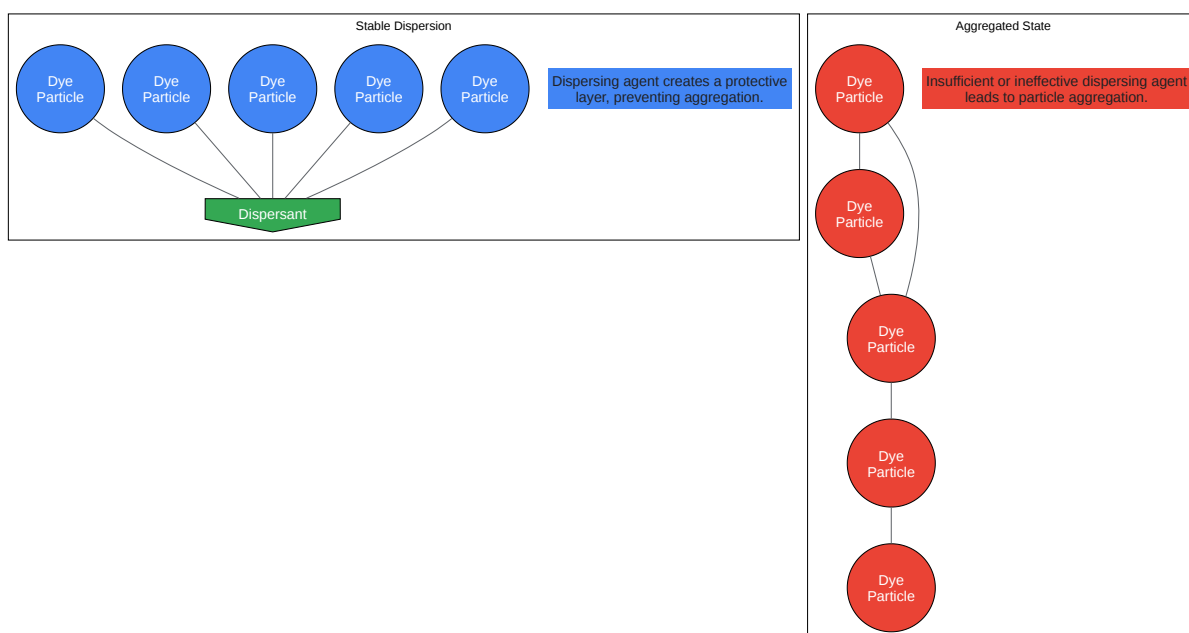 Stable Dispersion
Dye
Particle
Dye
Particle
Dye
Particle
Dye
Particle
Dye
Particle
Dispersing agent creates a protective
layer, preventing aggregation.
Dispersant
Aggregated State
Dye
Particle
Insufficient or ineffective dispersing agent
leads to particle aggregation.
Dye
Particle
Dye
Particle
Dye
Particle
Dye
Particle